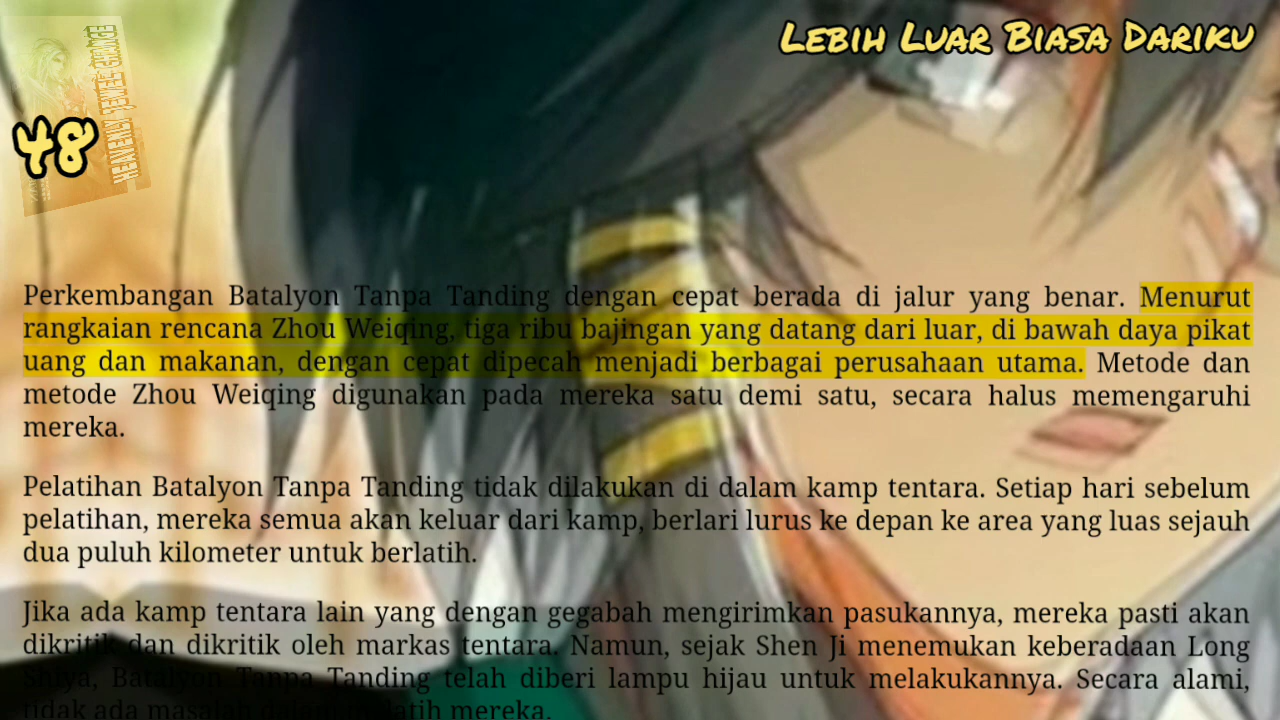 Lebih Luar Biasa Dariku
HEAVENLY JEWEL CHANGE
48
Perkembangan Batalyon Tanpa Tanding dengan cepat berada di jalur yang benar. Menurut
rangkaian rencana Zhou Weiqing, tiga ribu bajingan yang datang dari luar, di bawah daya pikat
uang dan makanan, dengan cepat dipecah menjadi berbagai perusahaan utama. Metode dan
metode Zhou Weiqing digunakan pada mereka satu demi satu, secara halus memengaruhi
mereka.
Pelatihan Batalyon Tanpa Tanding tidak dilakukan di dalam kamp tentara. Setiap hari sebelum
pelatihan, mereka semua akan keluar dari kamp, berlari lurus ke depan ke area yang luas sejauh
dua puluh kilometer untuk berlatih.
Jika ada kamp tentara lain yang dengan gegabah mengirimkan pasukannya, mereka pasti akan
dikritik dan dikritik oleh markas tentara. Namun, sejak Shen Ji menemukan keberadaan Long
Shiya, Batalyon Tanpa Tanding telah diberi lampu hijau untuk melakukannya. Secara alami,
tidak ada masalah latih mereka.